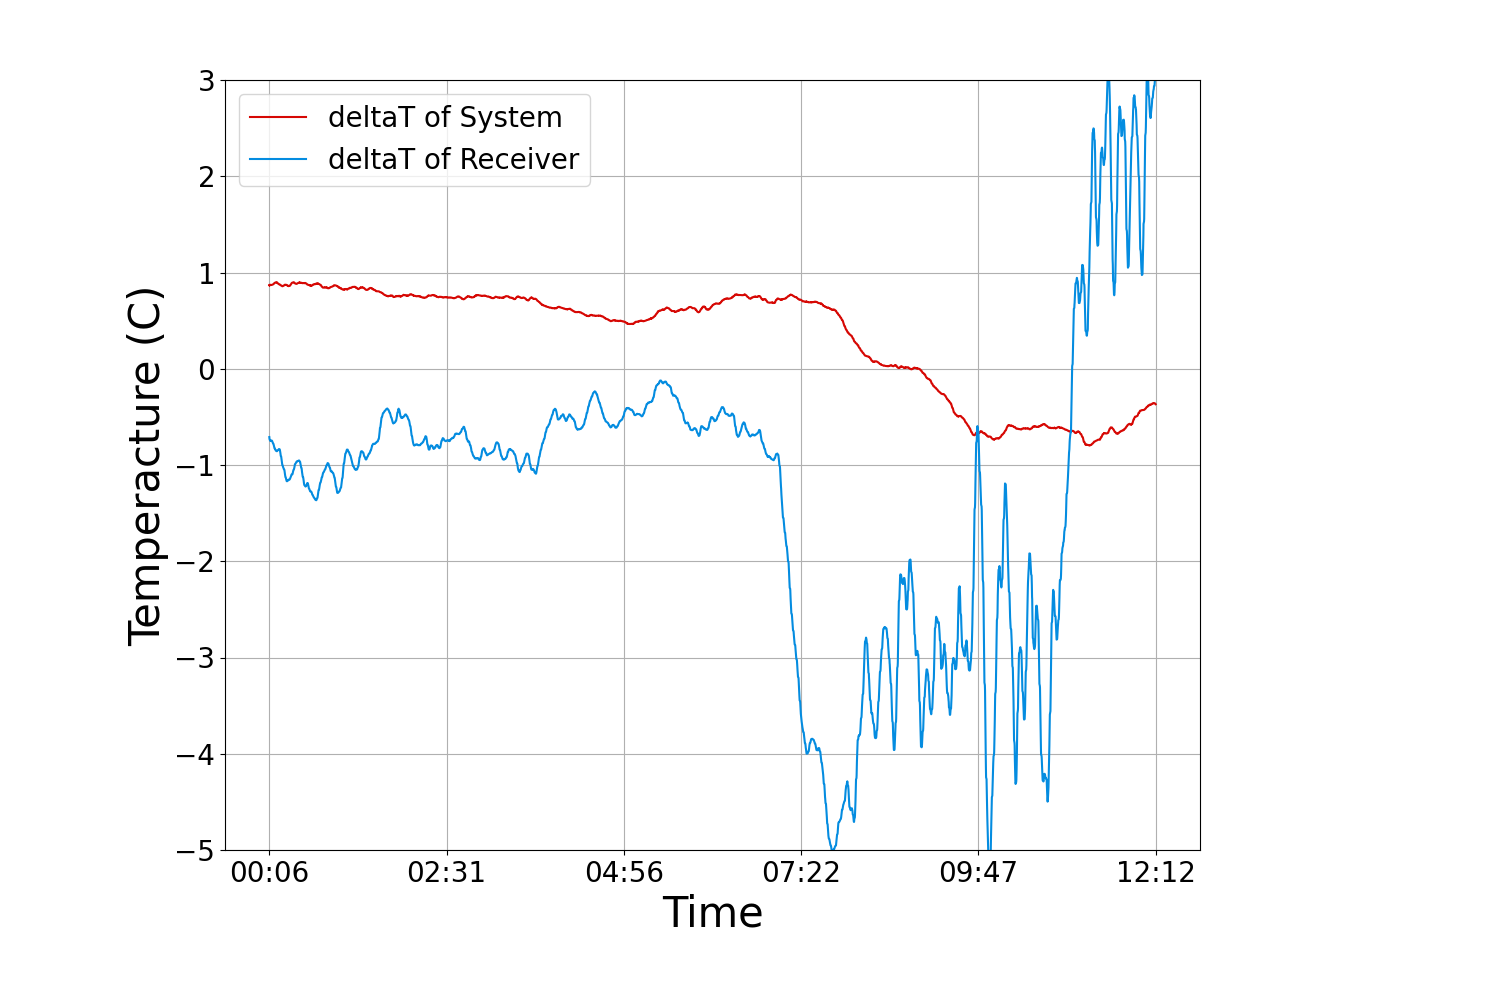 deltaT of System
deltaT of Receiver
3
2
1
0
−1
−2
−3
−4
−5
Temperacture (C)
00:06 02:31 04:56 07:22 09:47 12:12
Time